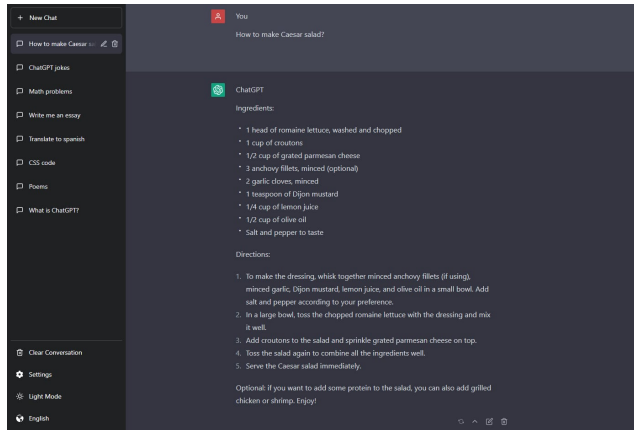 New Chat
How to make Caesar sal
ChatGPT jokes
Math problems
Write me an essay
Translate to spanish
CSS code
Poems
What is ChatGPT?
Clear Conversation
Settings
Light Mode
English
You
How to make Caesar salad?
ChatGPT
Ingredients:
1 head of romaine lettuce, washed and chopped
1 cup of croutons
1/2 cup of grated parmesan cheese
3 anchovy fillets, minced (optional)
2 garlic cloves, minced
1 teaspoon of Dijon mustard
1/4 cup of lemon juice
1/2 cup of olive oil
Salt and pepper to taste
Directions:
1. To make the dressing, whisk together minced anchovy fillets (if using),
minced garlic, Dijon mustard, lemon juice, and olive oil in a small bowl. Add
salt and pepper according to your preference.
2. In a large bowl, toss the chopped romaine lettuce with the dressing and mix
it well.
3. Add croutons to the salad and sprinkle grated parmesan cheese on top.
4. Toss the salad again to combine all the ingredients well.
5. Serve the Caesar salad immediately.
Optional: if you want to add some protein to the salad, you can also add grilled
chicken or shrimp. Enjoy!